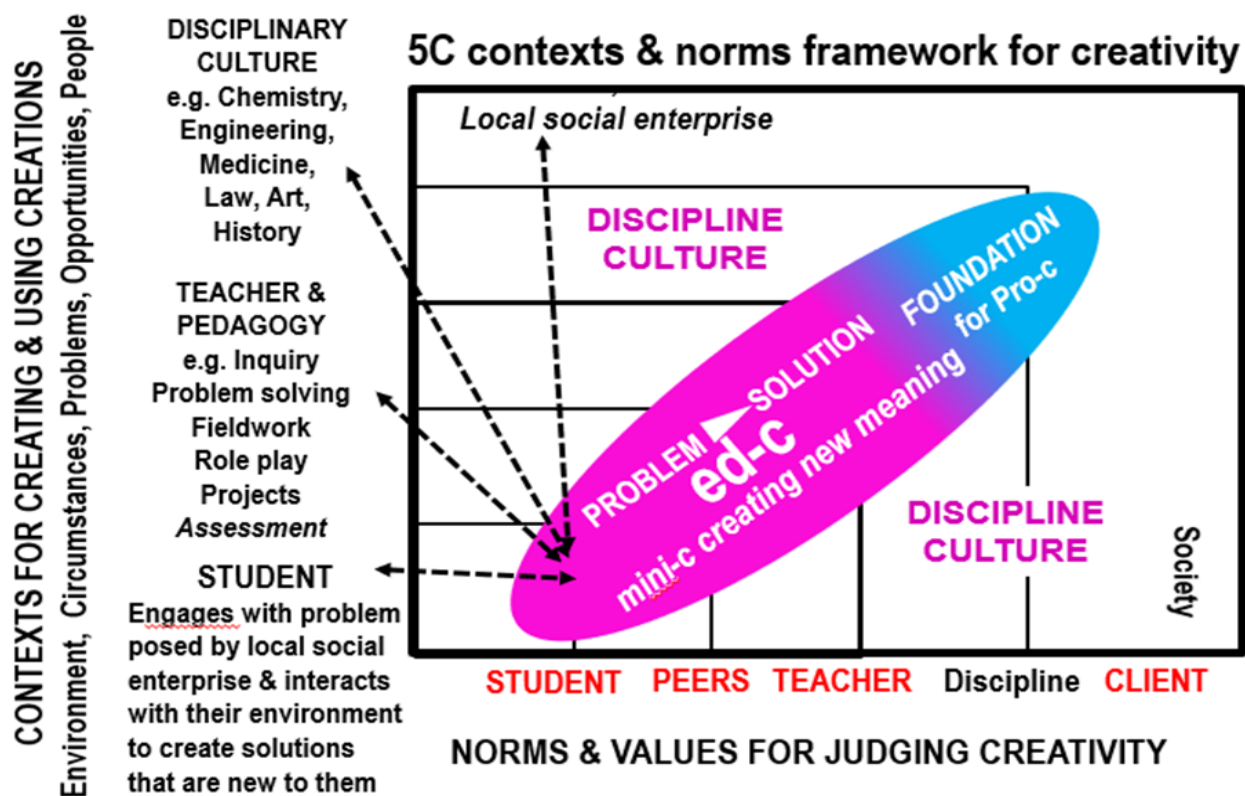 5C contexts & norms framework for creativity
CONTEXTS FOR CREATING & USING CREATIONS
Environment, Circumstances, Problems, Opportunities, People
DISCIPLINARY
CULTURE
e.g. Chemistry,
Engineering,
Medicine,
Law, Art,
History
TEACHER &
PEDAGOGY
e.g. Inquiry
Problem solving
Fieldwork
Role play
Projects
Assessment
STUDENT
Engages with problem
posed by local social
enterprise & interacts
with their environment
to create solutions
that are new to them
Local social enterprise
DISCIPLINE
CULTURE
FOUNDATION
for Pro-c
PROBLEM SOLUTION
ed-c
mini-c creating new meaning
DISCIPLINE
CULTURE
Society
STUDENT PEERS TEACHER Discipline CLIENT
NORMS & VALUES FOR JUDGING CREATIVITY